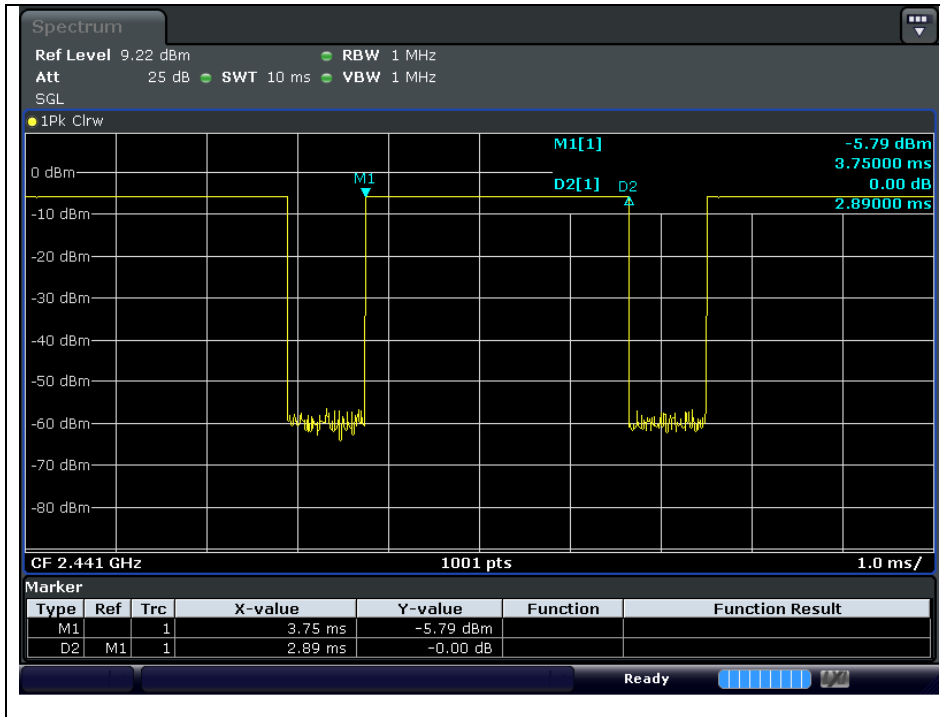 Spectrum
Ref Level 9.22 dBm RBW 1 MHz
Att 25 dB SWT 10 ms VBW 1 MHz
SGL
1Pk Clrw
M1[1] -5.79 dBm
3.75000 ms
D2[1] 0.00 dB
2.89000 ms
M1
D2
0 dBm
-10 dBm
-20 dBm
-30 dBm
-40 dBm
-50 dBm
-60 dBm
-70 dBm
-80 dBm
CF 2.441 GHz 1001 pts 1.0 ms/
Marker
Type Ref Trc X-value Y-value Function Function Result
M1 1 3.75 ms -5.79 dBm
D2 M1 1 2.89 ms -0.00 dB
Ready